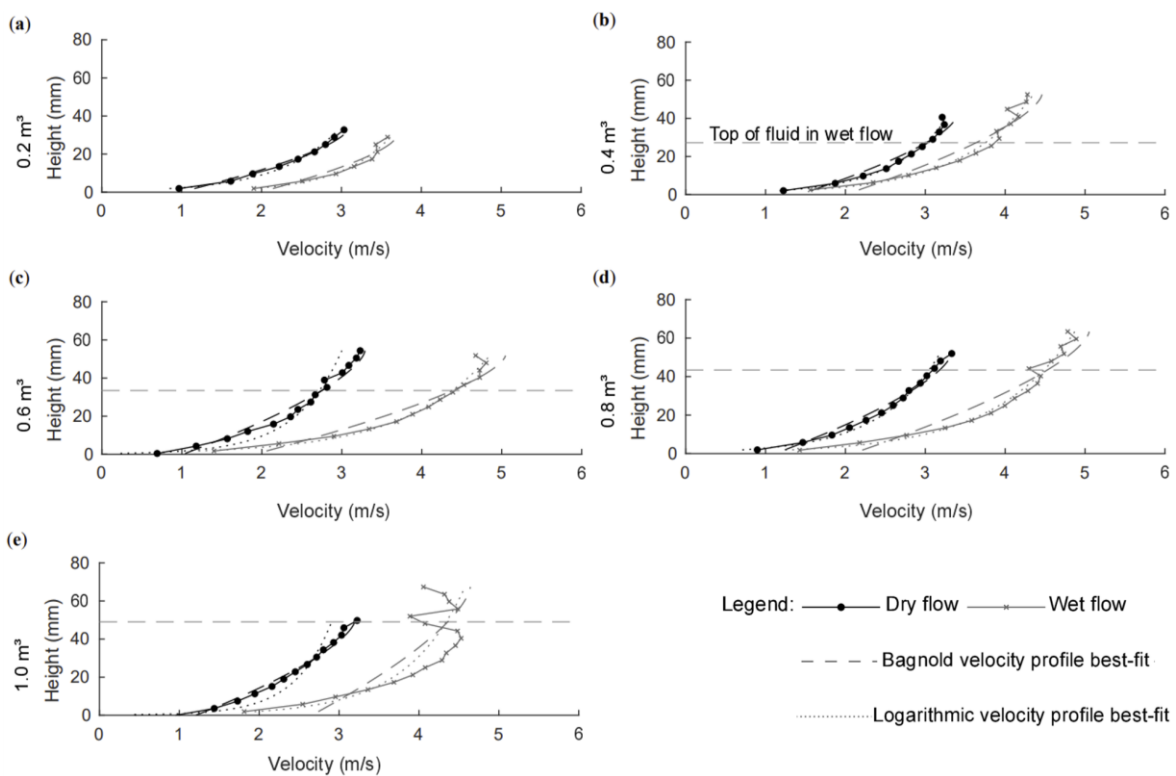 (a)
0.2 m³
Height (mm)
80
60
40
20
0
0 1 2 3 4 5 6
Velocity (m/s)
(b)
0.4 m³
Height (mm)
80
60
40
20
0
Top of fluid in wet flow
0 1 2 3 4 5 6
Velocity (m/s)
(c)
0.6 m³
Height (mm)
80
60
40
20
0
0 1 2 3 4 5 6
Velocity (m/s)
(d)
0.8 m³
Height (mm)
80
60
40
20
0
0 1 2 3 4 5 6
Velocity (m/s)
(e)
1.0 m³
Height (mm)
80
60
40
20
0
0 1 2 3 4 5 6
Velocity (m/s)
Legend: Dry flow Wet flow
Bagnold velocity profile best-fit
Logarithmic velocity profile best-fit